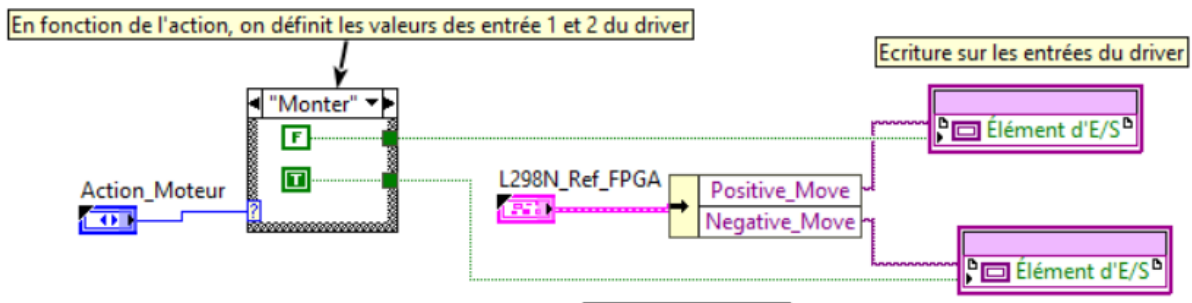 En fonction de l'action, on définit les valeurs des entrée 1 et 2 du driver
Ecriture sur les entrées du driver
"Monter"
F
Élément d'E/S
T
Action_Moteur
L298N_Ref_FPGA
Positive_Move
?
Negative_Move
Élément d'E/S